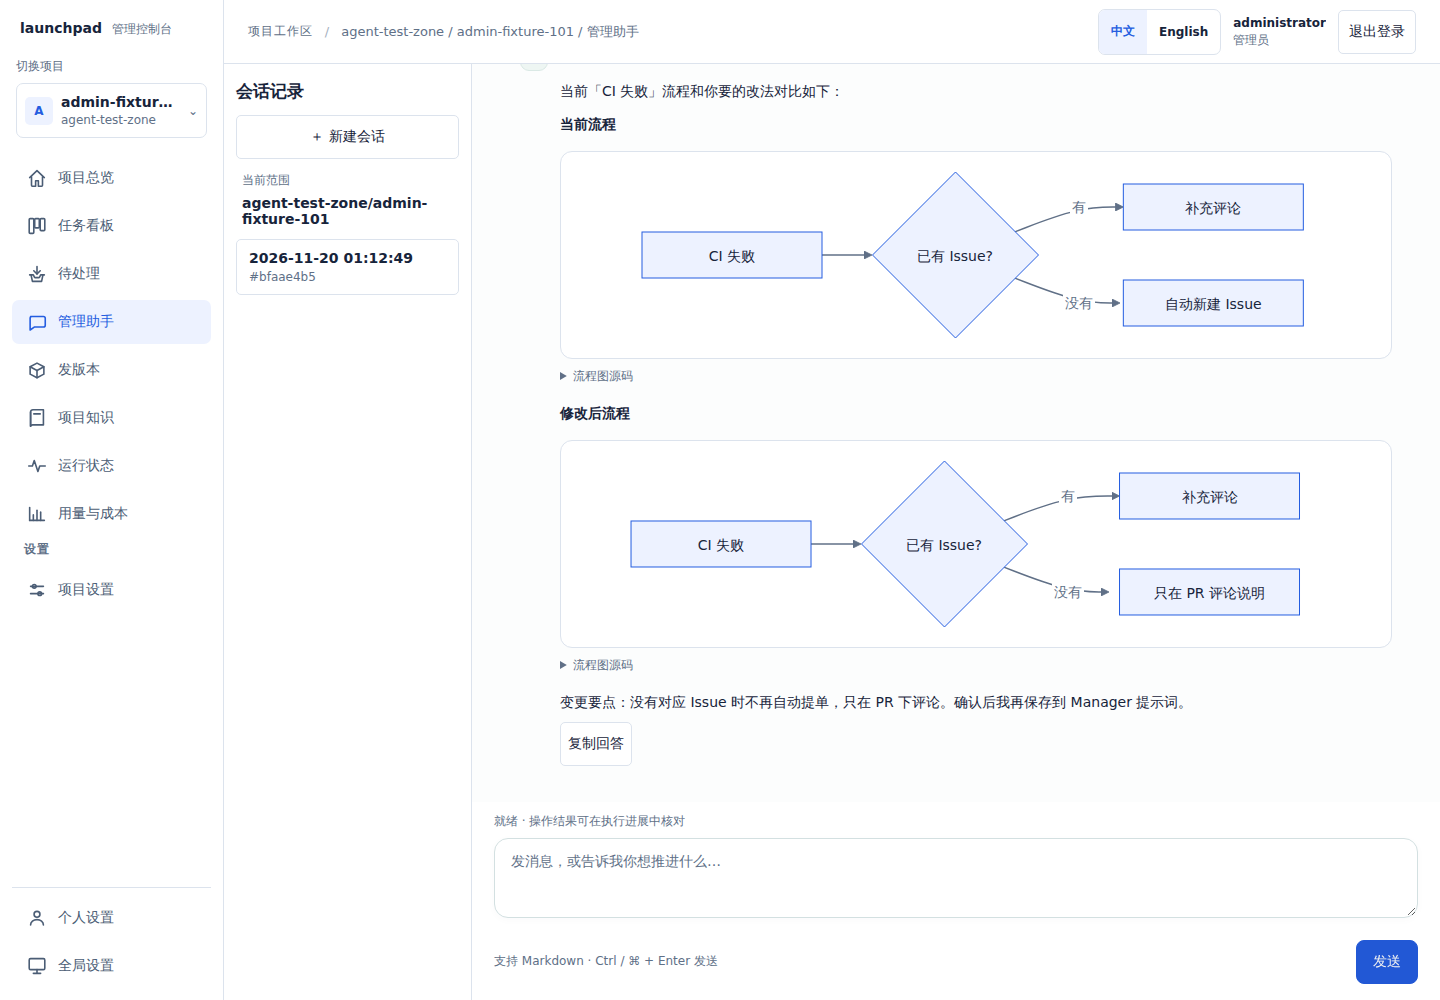 launchpad 管理控制台
切换项目
A
admin-fixtur...
agent-test-zone
项目总览
任务看板
待处理
管理助手
发版本
项目知识
运行状态
用量与成本
设置
项目设置
个人设置
全局设置
项目工作区 / agent-test-zone / admin-fixture-101 / 管理助手
中文
English
administrator
管理员
退出登录
会话记录
+ 新建会话
当前范围
agent-test-zone/admin-
fixture-101
2026-11-20 01:12:49
#bfaae4b5
当前「CI 失败」流程和你要的改法对比如下：
当前流程
CI 失败
已有 Issue?
有
没有
补充评论
自动新建 Issue
流程图源码
修改后流程
CI 失败
已有 Issue?
有
没有
补充评论
只在 PR 评论说明
流程图源码
变更要点：没有对应 Issue 时不再自动提单，只在 PR 下评论。确认后我再保存到 Manager 提示词。
复制回答
就绪 · 操作结果可在执行进展中核对
发消息，或告诉我你想推进什么...
支持 Markdown · Ctrl / ⌘ + Enter 发送
发送